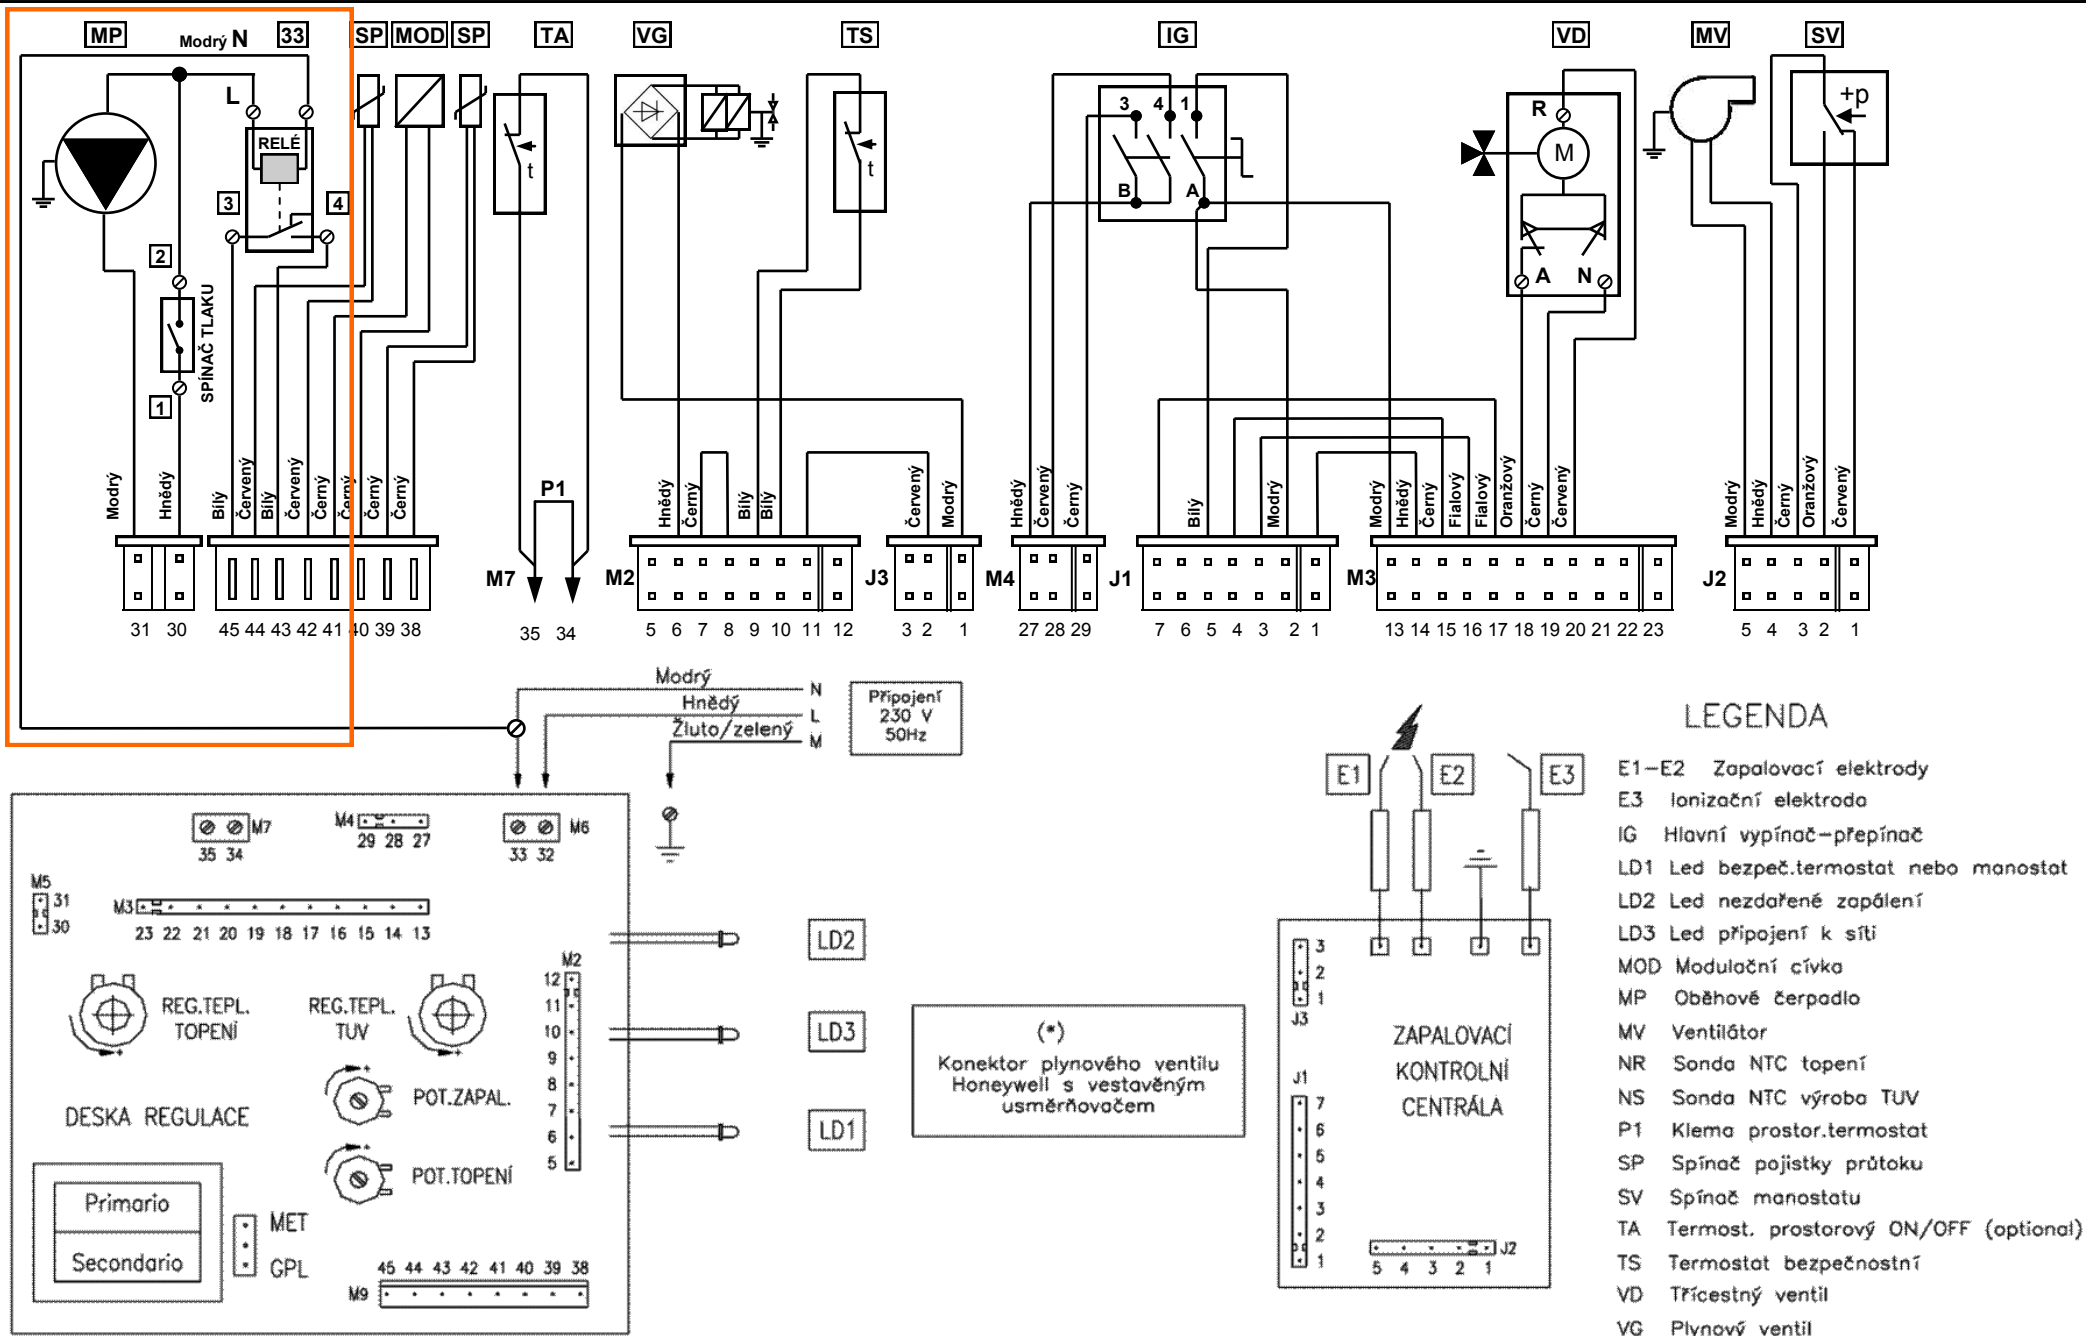 MP
Modrý N
33
SP
MOD
SP
TA
VG
TS
IG
VD
MV
SV
L
RELÉ
3
4
2
SPÍNAČ TLAKU
1
t
t
3 4 1
B A
R
M
A N
+p
Modrý
Hnědý
Bílý
Červený
Bílý
Červený
Černý
Černý
Černý
Černý
P1
Hnědý
Černý
Bílý
Bílý
Červený
Modrý
Hnědý
Červený
Černý
Bílý
Modrý
Modrý
Hnědý
Černý
Fialový
Fialový
Oranžový
Černý
Červený
Modrý
Hnědý
Černý
Oranžový
Červený
M7
M2
J3
M4
J1
M3
J2
31 30
45 44 43 42 41 40 39 38
35 34
5 6 7 8 9 10 11 12
3 2 1
27 28 29
7 6 5 4 3 2 1
13 14 15 16 17 18 19 20 21 22 23
5 4 3 2 1
Modrý N
Hnědý L
Žluto/zelený M
Připojení
230 V
50Hz
M7
35 34
M4
29 28 27
M6
33 32
M5
31
30
M3
23 22 21 20 19 18 17 16 15 14 13
M2
12
11
10
9
8
7
6
5
REG.TEPL.
TOPENÍ
REG.TEPL.
TUV
POT.ZAPAL.
POT.TOPENÍ
DESKA REGULACE
Primario
Secondario
MET
GPL
45 44 43 42 41 40 39 38
M9
LD2
LD3
LD1
(*)
Konektor plynového ventilu
Honeywell s vestavěným
usměrňovačem
E1
E2
E3
3
2
1
J3
ZAPALOVACÍ
KONTROLNÍ
CENTRÁLA
J1
7
6
5
4
3
2
1
J2
5 4 3 2 1
LEGENDA
E1-E2 Zapalovací elektrody
E3 Ionizační elektroda
IG Hlavní vypínač-přepínač
LD1 Led bezpeč.termostat nebo manostat
LD2 Led nezdařené zapálení
LD3 Led připojení k síti
MOD Modulační cívka
MP Oběhové čerpadlo
MV Ventilátor
NR Sonda NTC topení
NS Sonda NTC výroba TUV
P1 Klema prostor.termostat
SP Spínač pojistky průtoku
SV Spínač manostatu
TA Termost. prostorový ON/OFF (optional)
TS Termostat bezpečnostní
VD Třícestný ventil
VG Plynový ventil